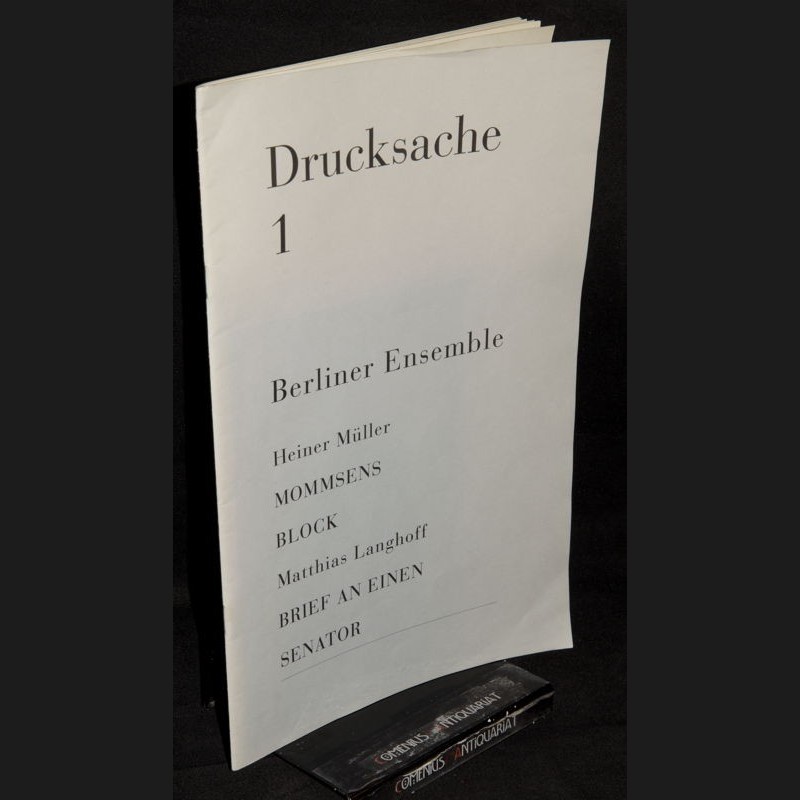 Drucksache
1
Berliner Ensemble
Heiner Müller
MOMMSENS
BLOCK
Matthias Langhoff
BRIEF AN EINEN
SENATOR
COMENIUS ANTIQUARIAT
COMENIUS ANTIQUARIAT